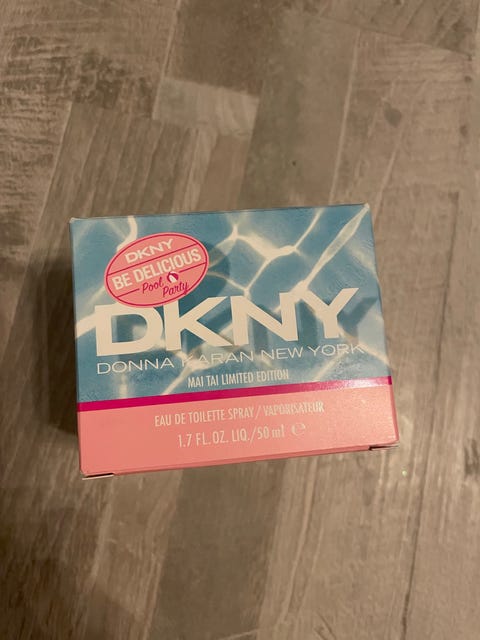 DKNY
BE DELICIOUS
Pool
Party
DKNY
DONNA KARAN NEW YORK
MAI TAI LIMITED EDITION
EAU DE TOILETTE SPRAY / VAPORISATEUR
1.7 FL. OZ. LIQ./50 ml ℮